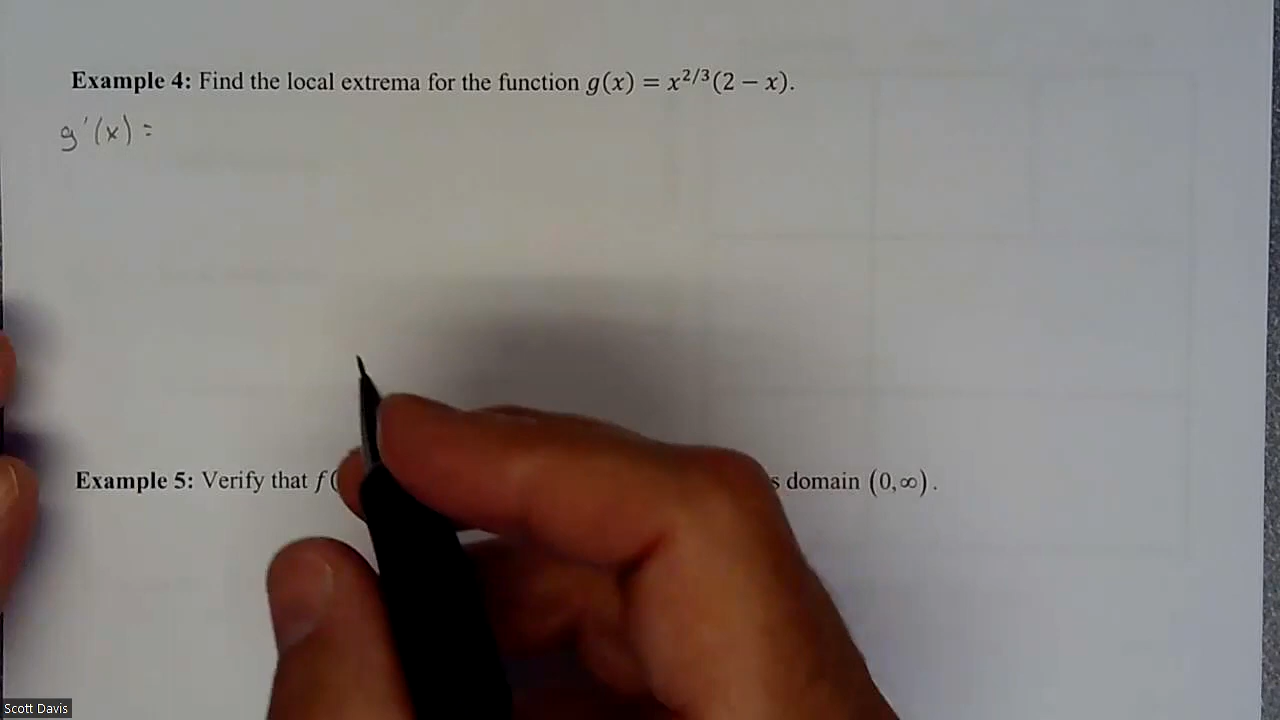 Example 4: Find the local extrema for the function g(x) = x^{2/3}(2 − x).
g'(x) =
Example 5: Verify that f( s domain (0,∞).
Scott Davis